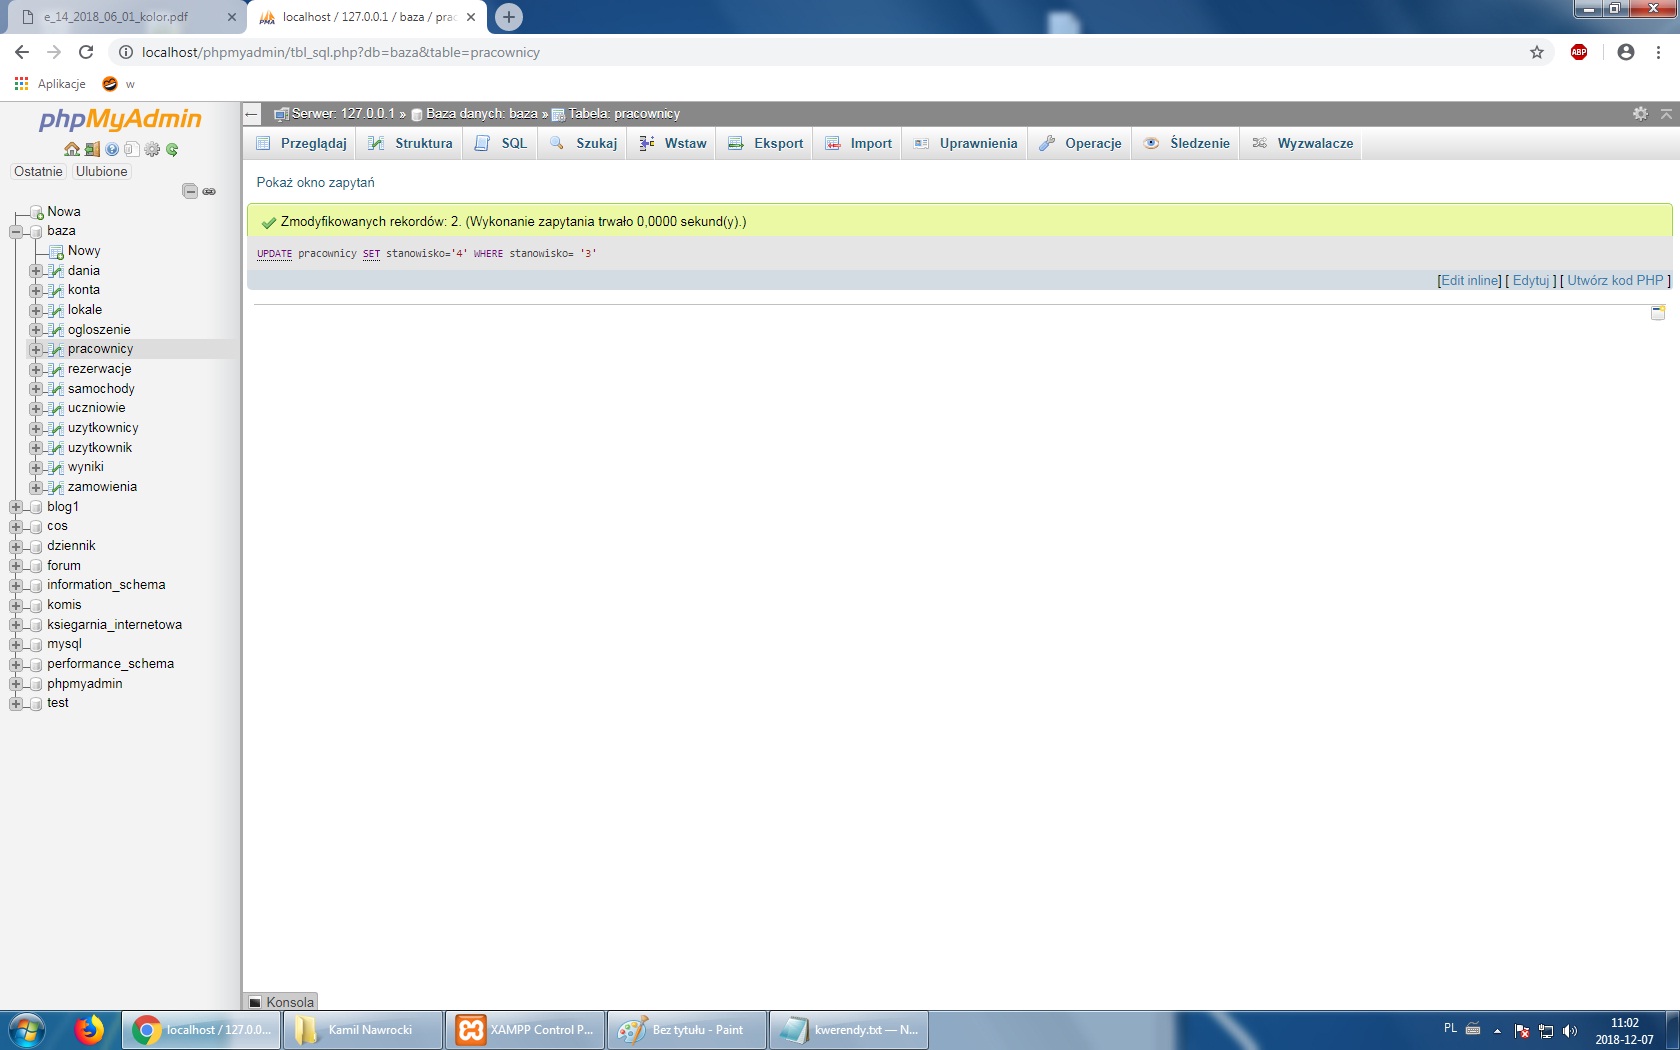 e_14_2018_06_01_kolor.pdf
localhost / 127.0.0.1 / baza / prac
localhost/phpmyadmin/tbl_sql.php?db=baza&table=pracownicy
ABP
Aplikacje
w
phpMyAdmin
Ostatnie
Ulubione
Nowa
baza
Nowy
dania
konta
lokale
ogloszenie
pracownicy
rezerwacje
samochody
uczniowie
uzytkownicy
uzytkownik
wyniki
zamowienia
blog1
cos
dziennik
forum
information_schema
komis
ksiegarnia_internetowa
mysql
performance_schema
phpmyadmin
test
Serwer: 127.0.0.1 » Baza danych: baza » Tabela: pracownicy
Przeglądaj Struktura SQL Szukaj Wstaw Eksport Import Uprawnienia Operacje Śledzenie Wyzwalacze
Pokaż okno zapytań
Zmodyfikowanych rekordów: 2. (Wykonanie zapytania trwało 0,0000 sekund(y).)
UPDATE pracownicy SET stanowisko='4' WHERE stanowisko= '3'
[Edit inline] [ Edytuj ] [ Utwórz kod PHP ]
Konsola
localhost / 127.0.0...
Kamil Nawrocki
XAMPP Control P...
Bez tytułu - Paint
kwerendy.txt — N...
PL
11:02
2018-12-07